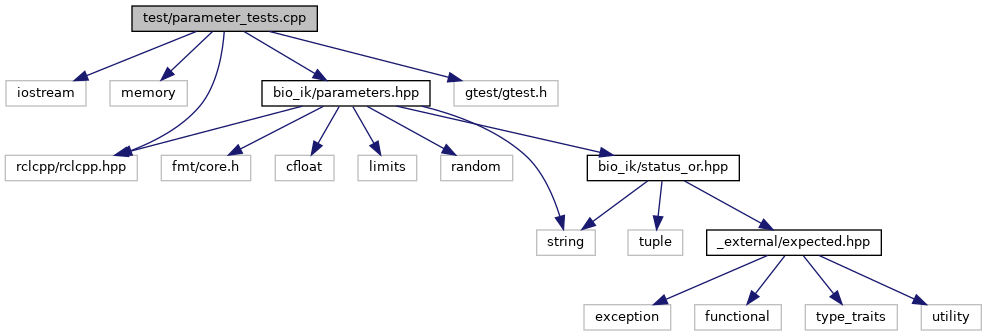 test/parameter_tests.cpp
iostream
memory
bio_ik/parameters.hpp
gtest/gtest.h
rclcpp/rclcpp.hpp
fmt/core.h
cfloat
limits
random
bio_ik/status_or.hpp
string
tuple
_external/expected.hpp
exception
functional
type_traits
utility